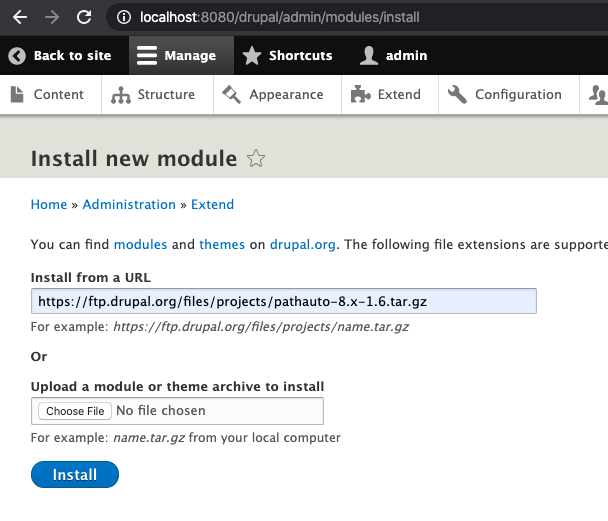 localhost:8080/drupal/admin/modules/install
Back to site Manage Shortcuts admin
Content Structure Appearance Extend Configuration
Install new module
Home » Administration » Extend
You can find modules and themes on drupal.org. The following file extensions are supporte
Install from a URL
https://ftp.drupal.org/files/projects/pathauto-8.x-1.6.tar.gz
For example: https://ftp.drupal.org/files/projects/name.tar.gz
Or
Upload a module or theme archive to install
Choose File No file chosen
For example: name.tar.gz from your local computer
Install